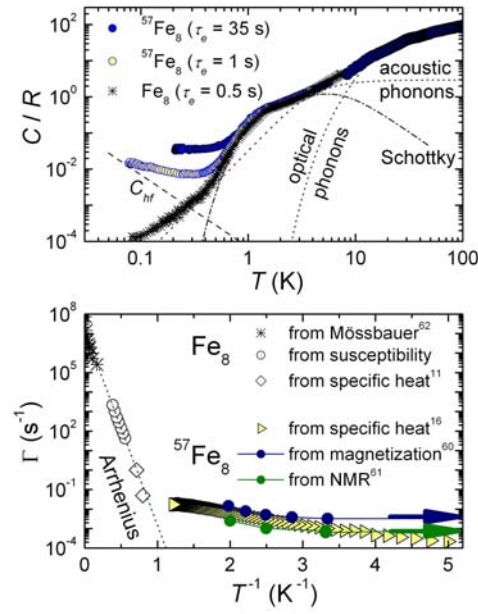 10²
10⁰
10⁻²
10⁻⁴
C / R
⁵⁷Fe₈ (τₑ = 35 s)
⁵⁷Fe₈ (τₑ = 1 s)
Fe₈ (τₑ = 0.5 s)
acoustic
phonons
Schottky
optical
phonons
C_hf
0.1 1 10 100
T (K)
10⁸
10⁵
10²
10⁻¹
10⁻⁴
Γ (s⁻¹)
Fe₈
from Mössbauer⁶²
from susceptibility
from specific heat¹¹
⁵⁷Fe₈
from specific heat¹⁶
from magnetization⁶⁰
from NMR⁶¹
Arrhenius
0 1 2 3 4 5
T⁻¹ (K⁻¹)